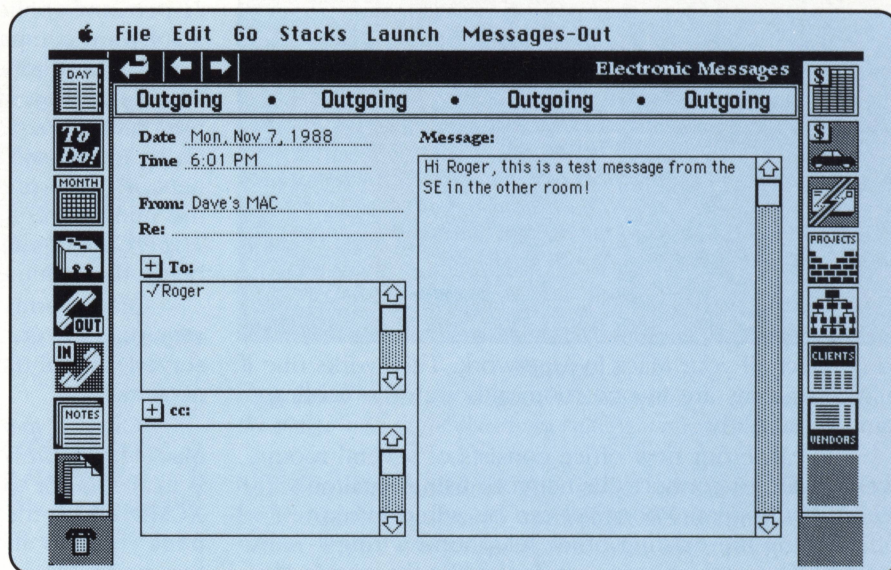 File Edit Go Stacks Launch Messages-Out
Electronic Messages
Outgoing • Outgoing • Outgoing • Outgoing
DAY
To Do!
MONTH
OUT
IN
NOTES
Date Mon, Nov 7, 1988
Time 6:01 PM
From: Dave's MAC
Re:
+ To:
√Roger
+ cc:
Message:
Hi Roger, this is a test message from the
SE in the other room!
$
$
PROJECTS
CLIENTS
VENDORS